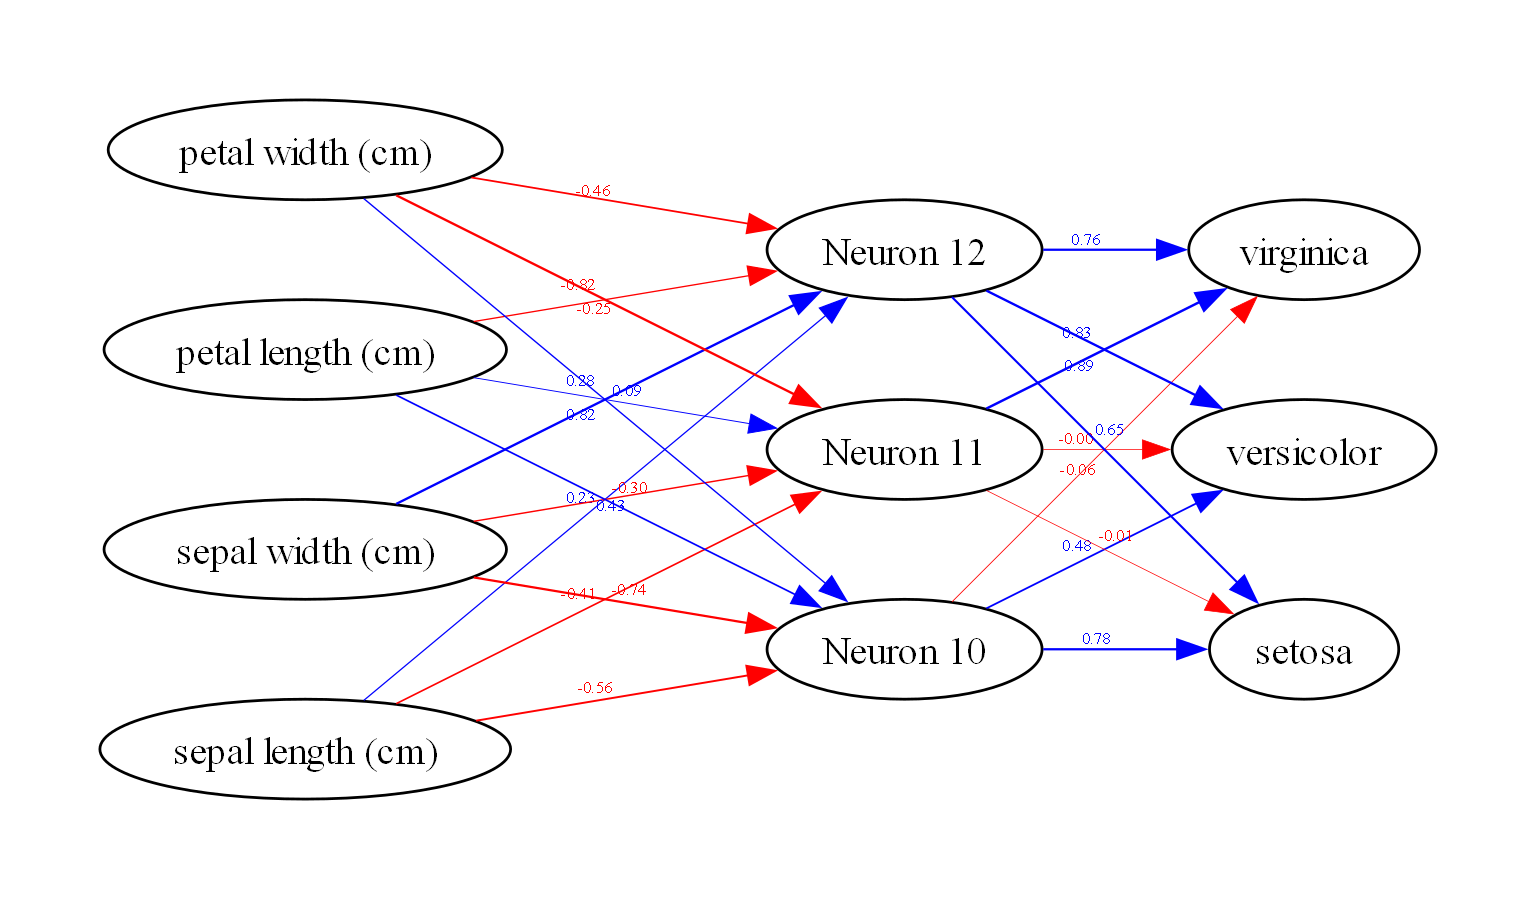 petal width (cm)
petal length (cm)
sepal width (cm)
sepal length (cm)
-0.46
-0.82
-0.25
0.28
0.09
0.82
-0.30
0.23
0.43
-0.41
-0.74
-0.56
Neuron 12
Neuron 11
Neuron 10
0.76
0.83
0.89
0.65
-0.00
-0.06
0.48
-0.01
0.78
virginica
versicolor
setosa